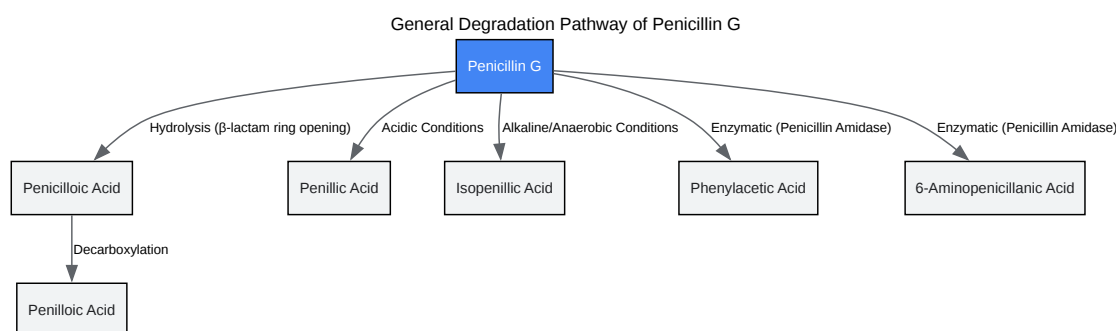 General Degradation Pathway of Penicillin G
Penicillin G
Hydrolysis (β-lactam ring opening)
Acidic Conditions
Alkaline/Anaerobic Conditions
Enzymatic (Penicillin Amidase)
Enzymatic (Penicillin Amidase)
Penicilloic Acid
Penillic Acid
Isopenillic Acid
Phenylacetic Acid
6-Aminopenicillanic Acid
Decarboxylation
Penilloic Acid